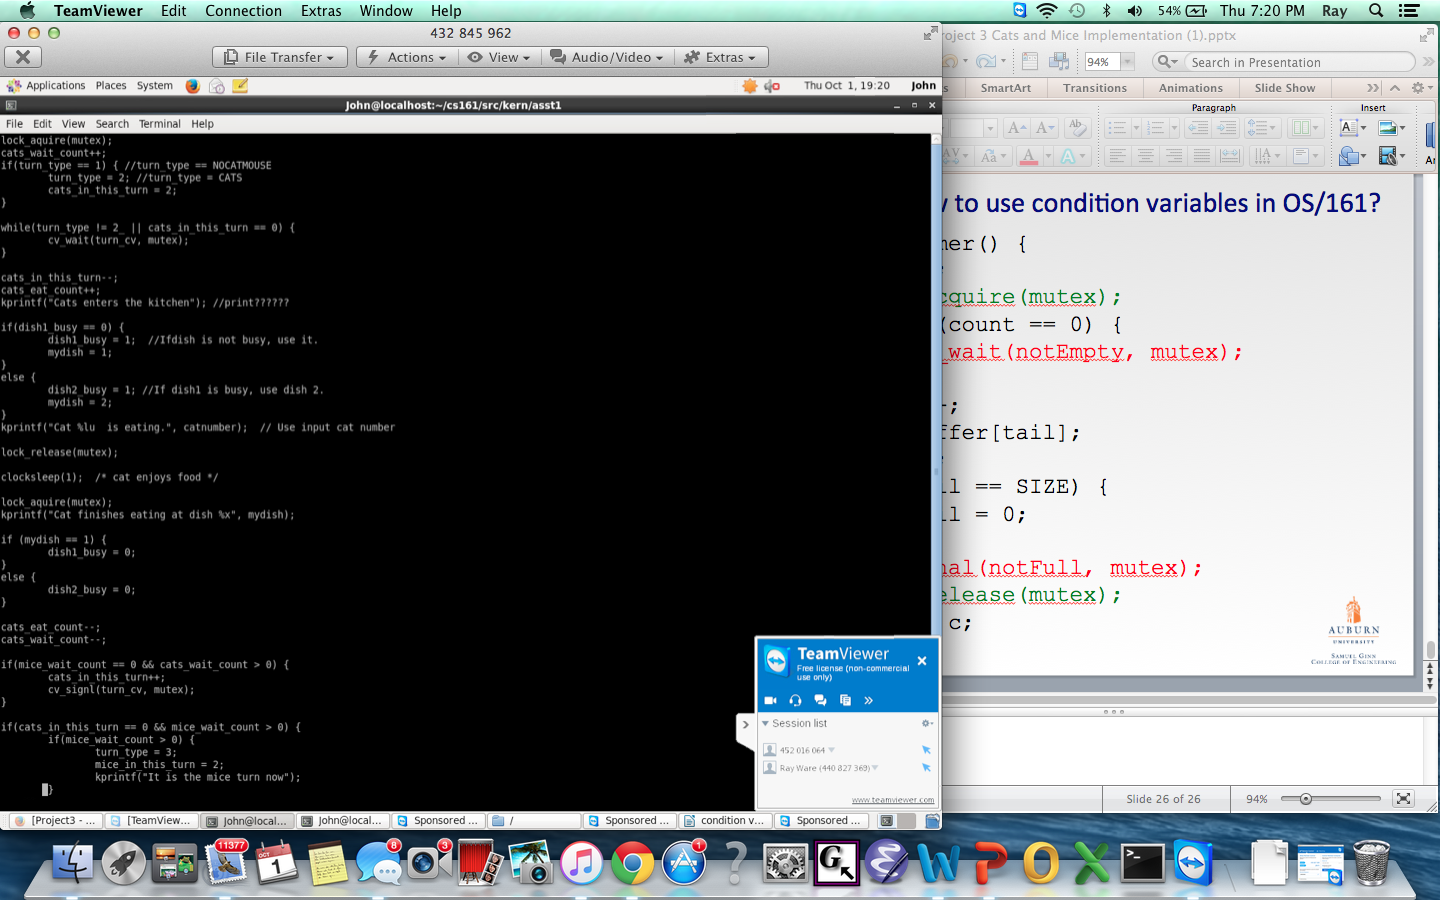 TeamViewer Edit Connection Extras Window Help
54% Thu 7:20 PM Ray
432 845 962
File Transfer Actions View Audio/Video Extras
Applications Places System
Thu Oct 1, 19:20 John
John@localhost:~/cs161/src/kern/asst1
File Edit View Search Terminal Help
lock_aquire(mutex);
cats_wait_count++;
if(turn_type == 1) { //turn_type == NOCATMOUSE
turn_type = 2; //turn_type = CATS
cats_in_this_turn = 2;
}
while(turn_type != 2_ || cats_in_this_turn == 0) {
cv_wait(turn_cv, mutex);
}
cats_in_this_turn--;
cats_eat_count++;
kprintf("Cats enters the kitchen"); //print??????
if(dish1_busy == 0) {
dish1_busy = 1;  //Ifdish is not busy, use it.
mydish = 1;
}
else {
dish2_busy = 1; //If dish1 is busy, use dish 2.
mydish = 2;
}
kprintf("Cat %lu  is eating.", catnumber);  // Use input cat number
lock_release(mutex);
clocksleep(1);  /* cat enjoys food */
lock_aquire(mutex);
kprintf("Cat finishes eating at dish %x", mydish);
if (mydish == 1) {
dish1_busy = 0;
}
else {
dish2_busy = 0;
}
cats_eat_count--;
cats_wait_count--;
if(mice_wait_count == 0 && cats_wait_count > 0) {
cats_in_this_turn++;
cv_signl(turn_cv, mutex);
}
if(cats_in_this_turn == 0 && mice_wait_count > 0) {
if(mice_wait_count > 0) {
turn_type = 3;
mice_in_this_turn = 2;
kprintf("It is the mice turn now");
}
TeamViewer
Free license (non-commercial
use only)
Session list
452 016 064
Ray Ware (440 827 369)
www.teamviewer.com
[Project3 - ... [TeamView... John@local... John@local... Sponsored ... / Sponsored ... condition v... Sponsored ...
roject 3 Cats and Mice Implementation (1).pptx
94% Search in Presentation
s SmartArt Transitions Animations Slide Show
Paragraph Insert
to use condition variables in OS/161?
mer() {
cquire(mutex);
(count == 0) {
_wait(notEmpty, mutex);
-;
ffer[tail];
il == SIZE) {
il = 0;
nal(notFull, mutex);
elease(mutex);
c;
AUBURN
UNIVERSITY
SAMUEL GINN
COLLEGE OF ENGINEERING
Slide 26 of 26 94%
11377 OCT 1 8 3 1